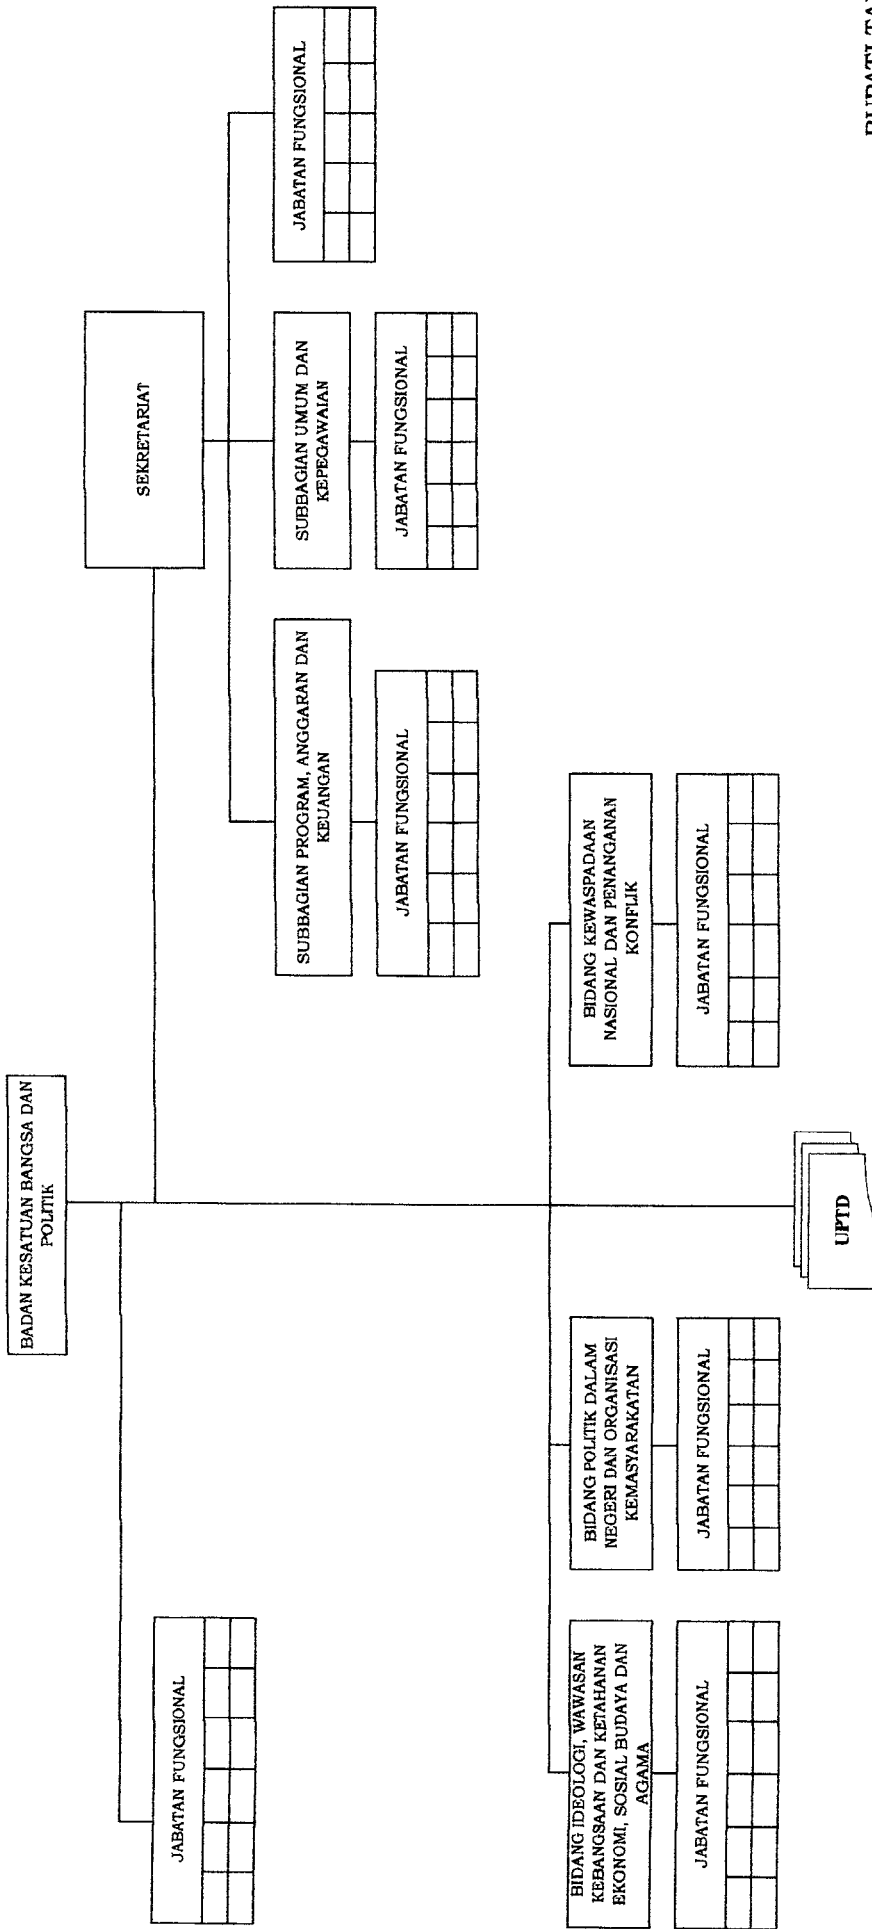 BADAN KESATUAN BANGSA DAN
POLITIK
JABATAN FUNGSIONAL
SEKRETARIAT
SUBBAGIAN PROGRAM, ANGGARAN DAN
KEUANGAN
JABATAN FUNGSIONAL
SUBBAGIAN UMUM DAN
KEPEGAWAIAN
JABATAN FUNGSIONAL
JABATAN FUNGSIONAL
BIDANG IDEOLOGI, WAWASAN
KEBANGSAAN DAN KETAHANAN
EKONOMI, SOSIAL BUDAYA DAN
AGAMA
JABATAN FUNGSIONAL
BIDANG POLITIK DALAM
NEGERI DAN ORGANISASI
KEMASYARAKATAN
JABATAN FUNGSIONAL
BIDANG KEWASPADAAN
NASIONAL DAN PENANGANAN
KONFLIK
JABATAN FUNGSIONAL
UPTD